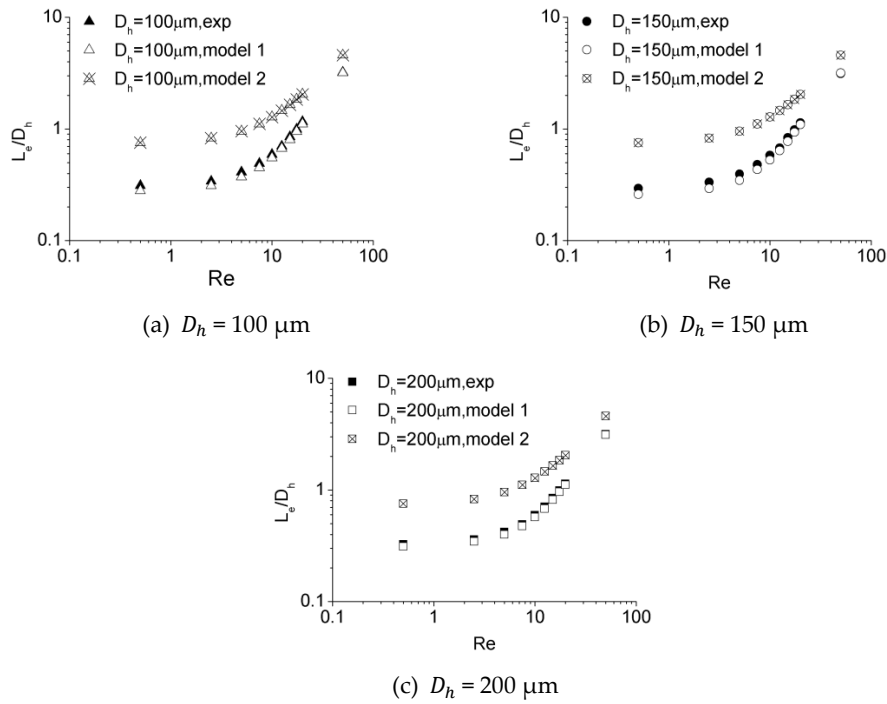 D_h=100μm,exp
D_h=100μm,model 1
D_h=100μm,model 2
10
1
0.1
L_e/D_h
0.1 1 10 100
Re
(a) D_h = 100 μm
D_h=150μm,exp
D_h=150μm,model 1
D_h=150μm,model 2
10
1
0.1
L_e/D_h
0.1 1 10 100
Re
(b) D_h = 150 μm
D_h=200μm,exp
D_h=200μm,model 1
D_h=200μm,model 2
10
1
0.1
L_e/D_h
0.1 1 10 100
Re
(c) D_h = 200 μm